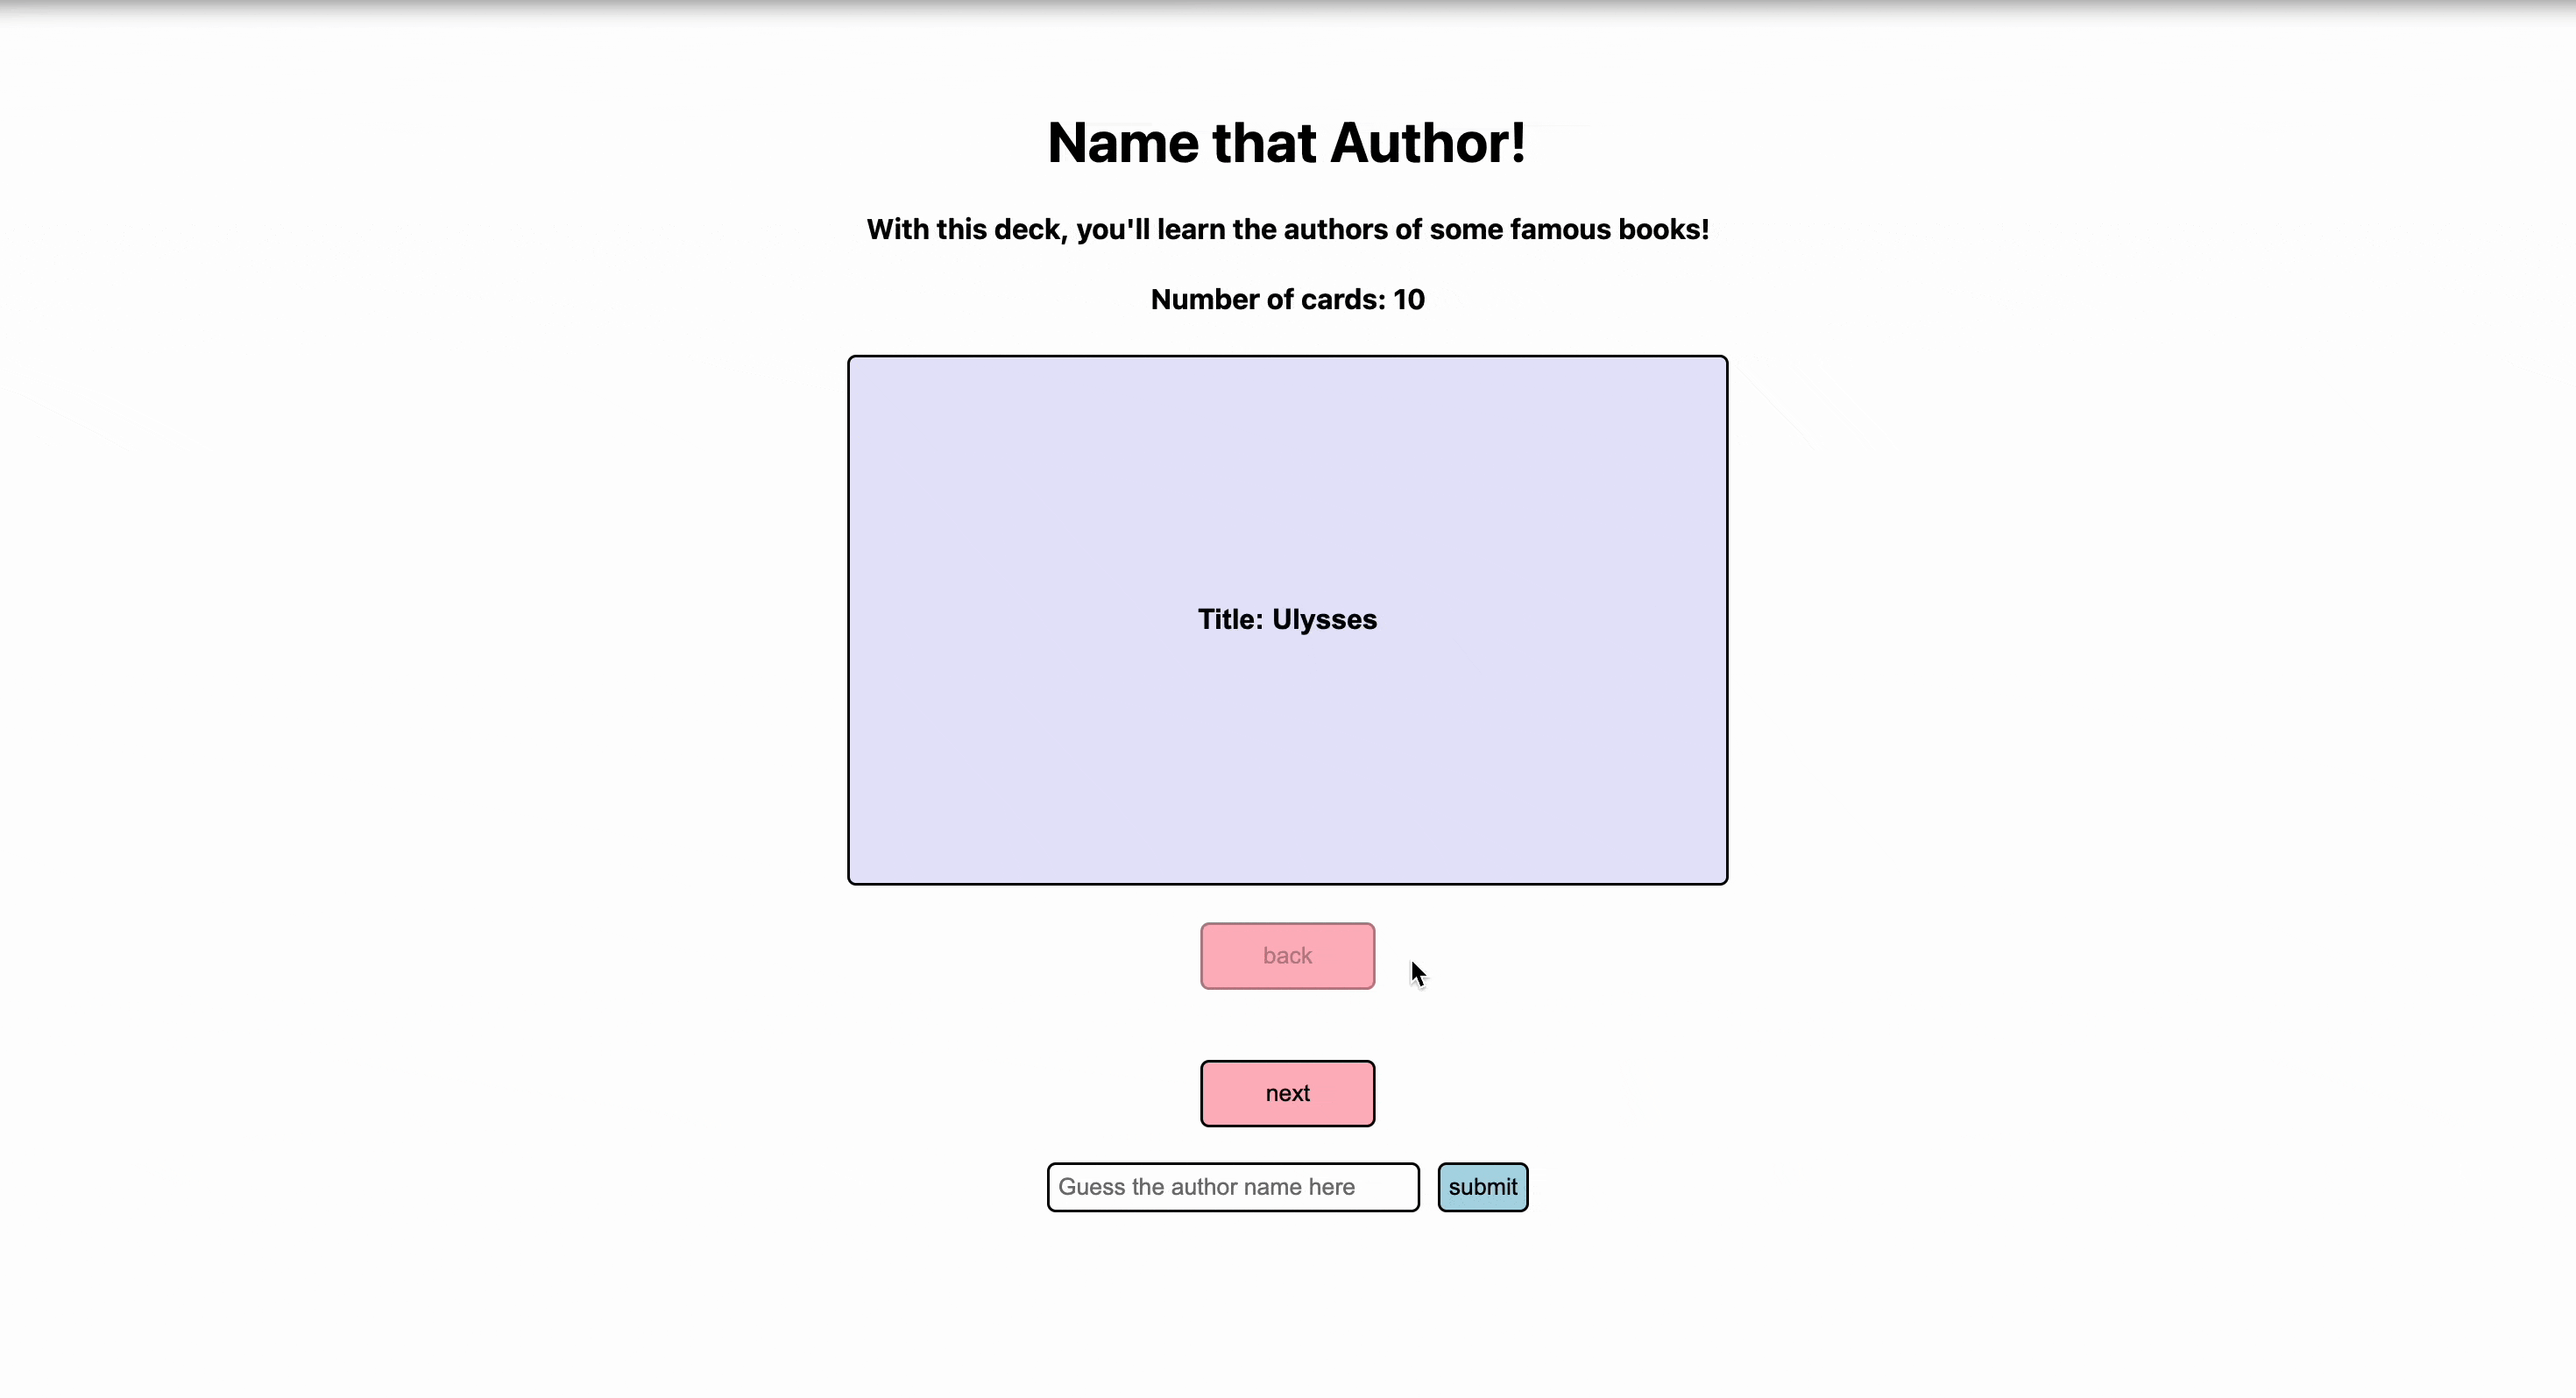 Name that Author!
With this deck, you'll learn the authors of some famous books!
Number of cards: 10
Title: Ulysses
back
next
Guess the author name here submit